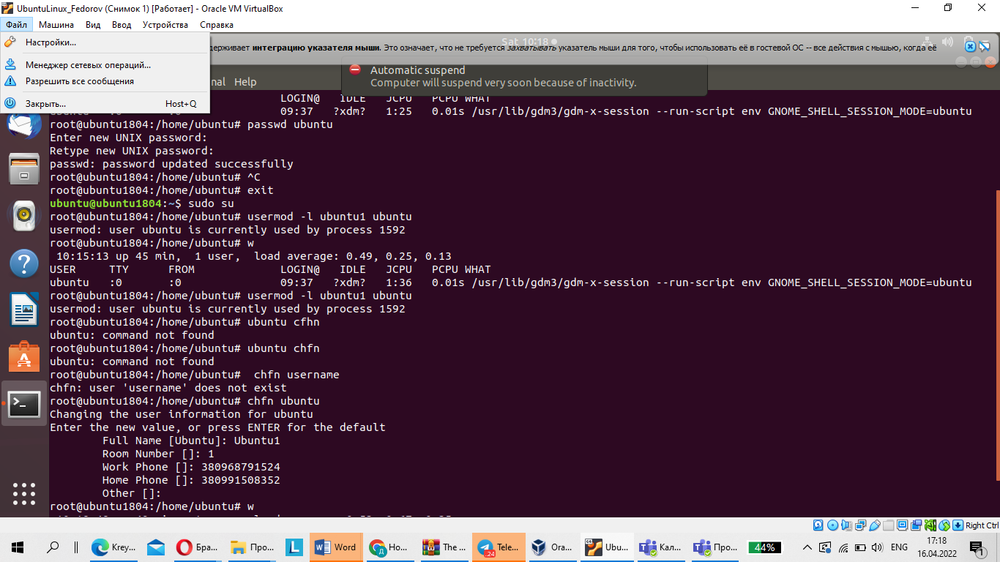 UbuntuLinux_Fedorov (Снимок 1) [Работает] - Oracle VM VirtualBox
Файл Машина Вид Ввод Устройства Справка
Настройки...
Менеджер сетевых операций...
Разрешить все сообщения
Закрыть... Host+Q
Sat 10:18
держивает интеграцию указателя мыши. Это означает, что не требуется захватывать указатель мыши для того, чтобы использовать её в гостевой ОС -- все действия с мышью, когда её
Automatic suspend
Computer will suspend very soon because of inactivity.
nal Help
LOGIN@ IDLE JCPU PCPU WHAT
ubuntu :0 :0 09:37 ?xdm? 1:25 0.01s /usr/lib/gdm3/gdm-x-session --run-script env GNOME_SHELL_SESSION_MODE=ubuntu
root@ubuntu1804:/home/ubuntu# passwd ubuntu
Enter new UNIX password:
Retype new UNIX password:
passwd: password updated successfully
root@ubuntu1804:/home/ubuntu# ^C
root@ubuntu1804:/home/ubuntu# exit
ubuntu@ubuntu1804:~$ sudo su
root@ubuntu1804:/home/ubuntu# usermod -l ubuntu1 ubuntu
usermod: user ubuntu is currently used by process 1592
root@ubuntu1804:/home/ubuntu# w
10:15:13 up 45 min, 1 user, load average: 0.49, 0.25, 0.13
USER TTY FROM LOGIN@ IDLE JCPU PCPU WHAT
ubuntu :0 :0 09:37 ?xdm? 1:36 0.01s /usr/lib/gdm3/gdm-x-session --run-script env GNOME_SHELL_SESSION_MODE=ubuntu
root@ubuntu1804:/home/ubuntu# usermod -l ubuntu1 ubuntu
usermod: user ubuntu is currently used by process 1592
root@ubuntu1804:/home/ubuntu# ubuntu cfhn
ubuntu: command not found
root@ubuntu1804:/home/ubuntu# ubuntu chfn
ubuntu: command not found
root@ubuntu1804:/home/ubuntu#  chfn username
chfn: user 'username' does not exist
root@ubuntu1804:/home/ubuntu# chfn ubuntu
Changing the user information for ubuntu
Enter the new value, or press ENTER for the default
Full Name [Ubuntu]: Ubuntu1
Room Number []: 1
Work Phone []: 380968791524
Home Phone []: 380991508352
Other []:
root@ubuntu1804:/home/ubuntu# w
Right Ctrl
Krey... Бра... Про... Word Но... The ... Tele... Ora... Ubu... Кал... Про... 44% ENG
24
17:18
16.04.2022
1